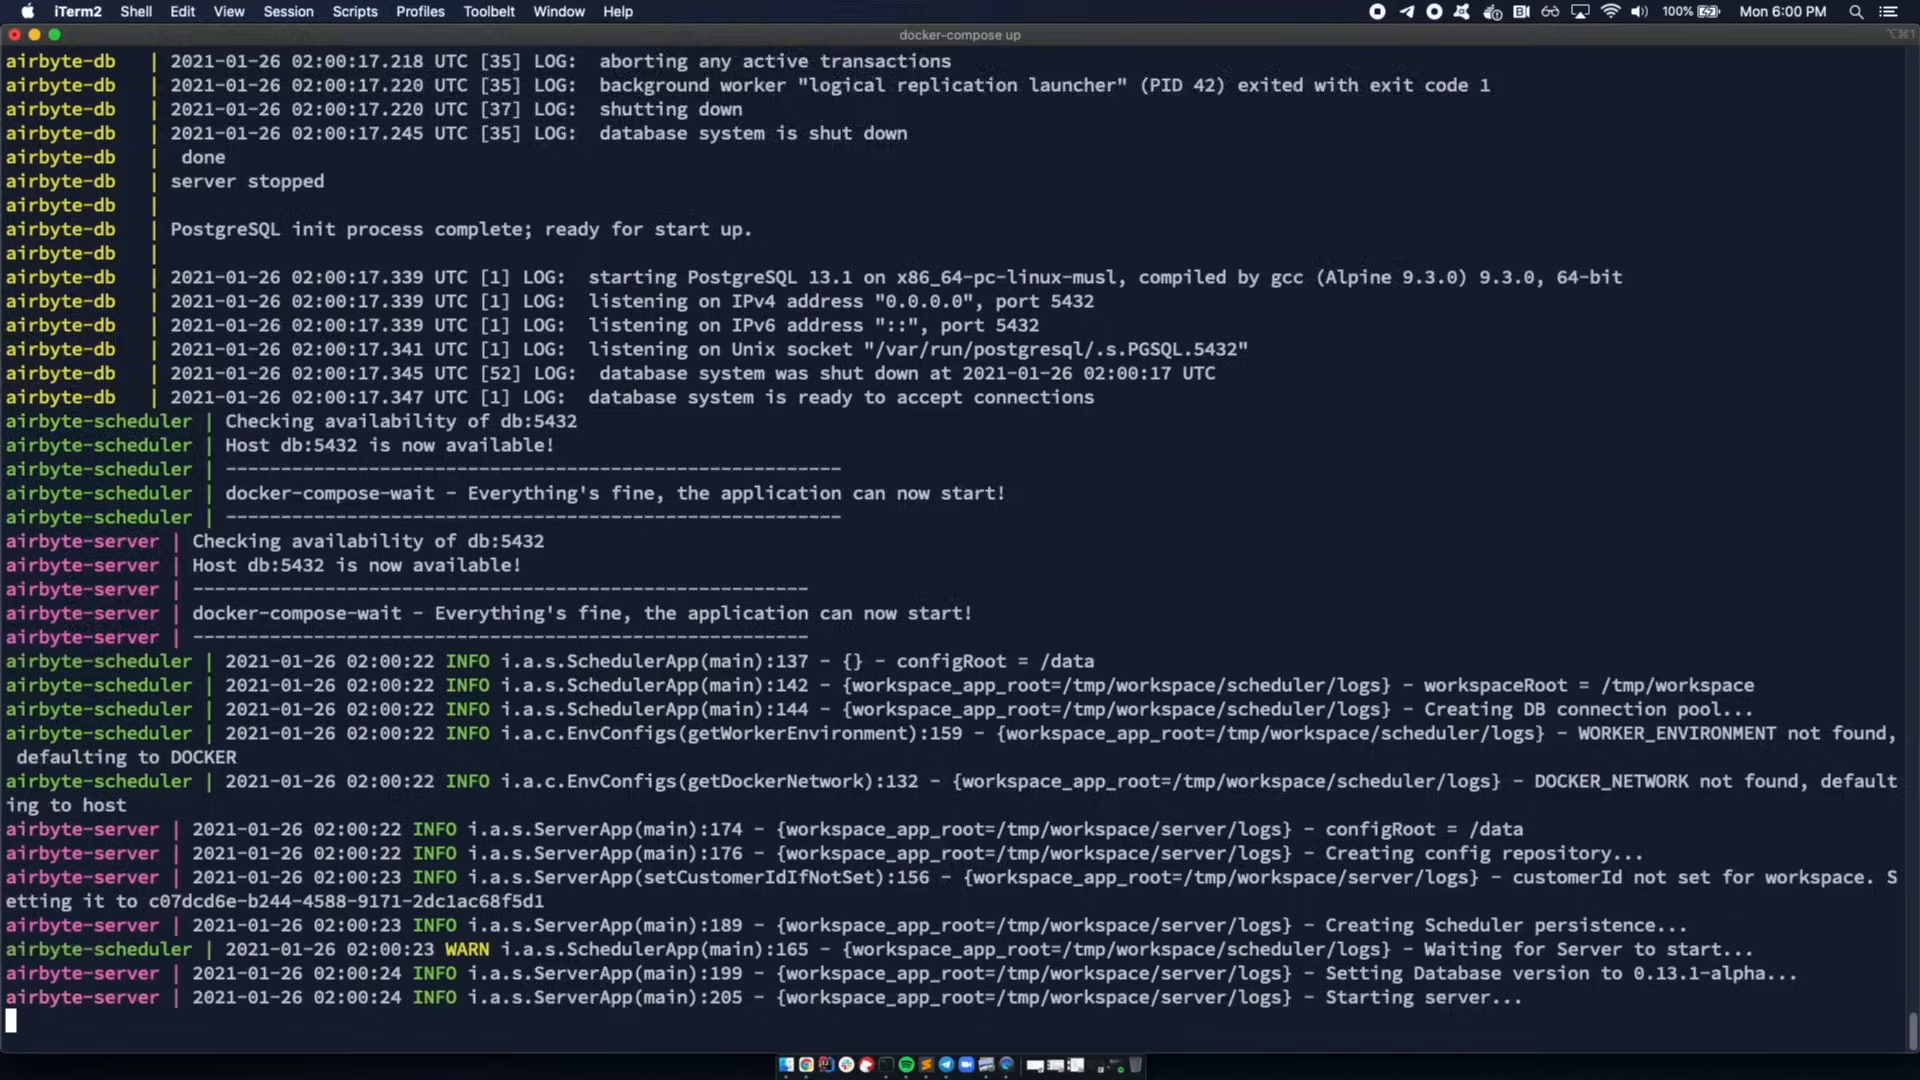 iTerm2 Shell Edit View Session Scripts Profiles Toolbelt Window Help 100% Mon 6:00 PM
docker-compose up ⌥⌘1
airbyte-db | 2021-01-26 02:00:17.218 UTC [35] LOG: aborting any active transactions
airbyte-db | 2021-01-26 02:00:17.220 UTC [35] LOG: background worker "logical replication launcher" (PID 42) exited with exit code 1
airbyte-db | 2021-01-26 02:00:17.220 UTC [37] LOG: shutting down
airbyte-db | 2021-01-26 02:00:17.245 UTC [35] LOG: database system is shut down
airbyte-db | done
airbyte-db | server stopped
airbyte-db |
airbyte-db | PostgreSQL init process complete; ready for start up.
airbyte-db |
airbyte-db | 2021-01-26 02:00:17.339 UTC [1] LOG: starting PostgreSQL 13.1 on x86_64-pc-linux-musl, compiled by gcc (Alpine 9.3.0) 9.3.0, 64-bit
airbyte-db | 2021-01-26 02:00:17.339 UTC [1] LOG: listening on IPv4 address "0.0.0.0", port 5432
airbyte-db | 2021-01-26 02:00:17.339 UTC [1] LOG: listening on IPv6 address "::", port 5432
airbyte-db | 2021-01-26 02:00:17.341 UTC [1] LOG: listening on Unix socket "/var/run/postgresql/.s.PGSQL.5432"
airbyte-db | 2021-01-26 02:00:17.345 UTC [52] LOG: database system was shut down at 2021-01-26 02:00:17 UTC
airbyte-db | 2021-01-26 02:00:17.347 UTC [1] LOG: database system is ready to accept connections
airbyte-scheduler | Checking availability of db:5432
airbyte-scheduler | Host db:5432 is now available!
airbyte-scheduler | --------------------------------------------------------
airbyte-scheduler | docker-compose-wait - Everything's fine, the application can now start!
airbyte-scheduler | --------------------------------------------------------
airbyte-server | Checking availability of db:5432
airbyte-server | Host db:5432 is now available!
airbyte-server | --------------------------------------------------------
airbyte-server | docker-compose-wait - Everything's fine, the application can now start!
airbyte-server | --------------------------------------------------------
airbyte-scheduler | 2021-01-26 02:00:22 INFO i.a.s.SchedulerApp(main):137 - {} - configRoot = /data
airbyte-scheduler | 2021-01-26 02:00:22 INFO i.a.s.SchedulerApp(main):142 - {workspace_app_root=/tmp/workspace/scheduler/logs} - workspaceRoot = /tmp/workspace
airbyte-scheduler | 2021-01-26 02:00:22 INFO i.a.s.SchedulerApp(main):144 - {workspace_app_root=/tmp/workspace/scheduler/logs} - Creating DB connection pool...
airbyte-scheduler | 2021-01-26 02:00:22 INFO i.a.c.EnvConfigs(getWorkerEnvironment):159 - {workspace_app_root=/tmp/workspace/scheduler/logs} - WORKER_ENVIRONMENT not found,
defaulting to DOCKER
airbyte-scheduler | 2021-01-26 02:00:22 INFO i.a.c.EnvConfigs(getDockerNetwork):132 - {workspace_app_root=/tmp/workspace/scheduler/logs} - DOCKER_NETWORK not found, default
ing to host
airbyte-server | 2021-01-26 02:00:22 INFO i.a.s.ServerApp(main):174 - {workspace_app_root=/tmp/workspace/server/logs} - configRoot = /data
airbyte-server | 2021-01-26 02:00:22 INFO i.a.s.ServerApp(main):176 - {workspace_app_root=/tmp/workspace/server/logs} - Creating config repository...
airbyte-server | 2021-01-26 02:00:23 INFO i.a.s.ServerApp(setCustomerIdIfNotSet):156 - {workspace_app_root=/tmp/workspace/server/logs} - customerId not set for workspace. S
etting it to c07dcd6e-b244-4588-9171-2dc1ac68f5d1
airbyte-server | 2021-01-26 02:00:23 INFO i.a.s.ServerApp(main):189 - {workspace_app_root=/tmp/workspace/server/logs} - Creating Scheduler persistence...
airbyte-scheduler | 2021-01-26 02:00:23 WARN i.a.s.SchedulerApp(main):165 - {workspace_app_root=/tmp/workspace/scheduler/logs} - Waiting for Server to start...
airbyte-server | 2021-01-26 02:00:24 INFO i.a.s.ServerApp(main):199 - {workspace_app_root=/tmp/workspace/server/logs} - Setting Database version to 0.13.1-alpha...
airbyte-server | 2021-01-26 02:00:24 INFO i.a.s.ServerApp(main):205 - {workspace_app_root=/tmp/workspace/server/logs} - Starting server...